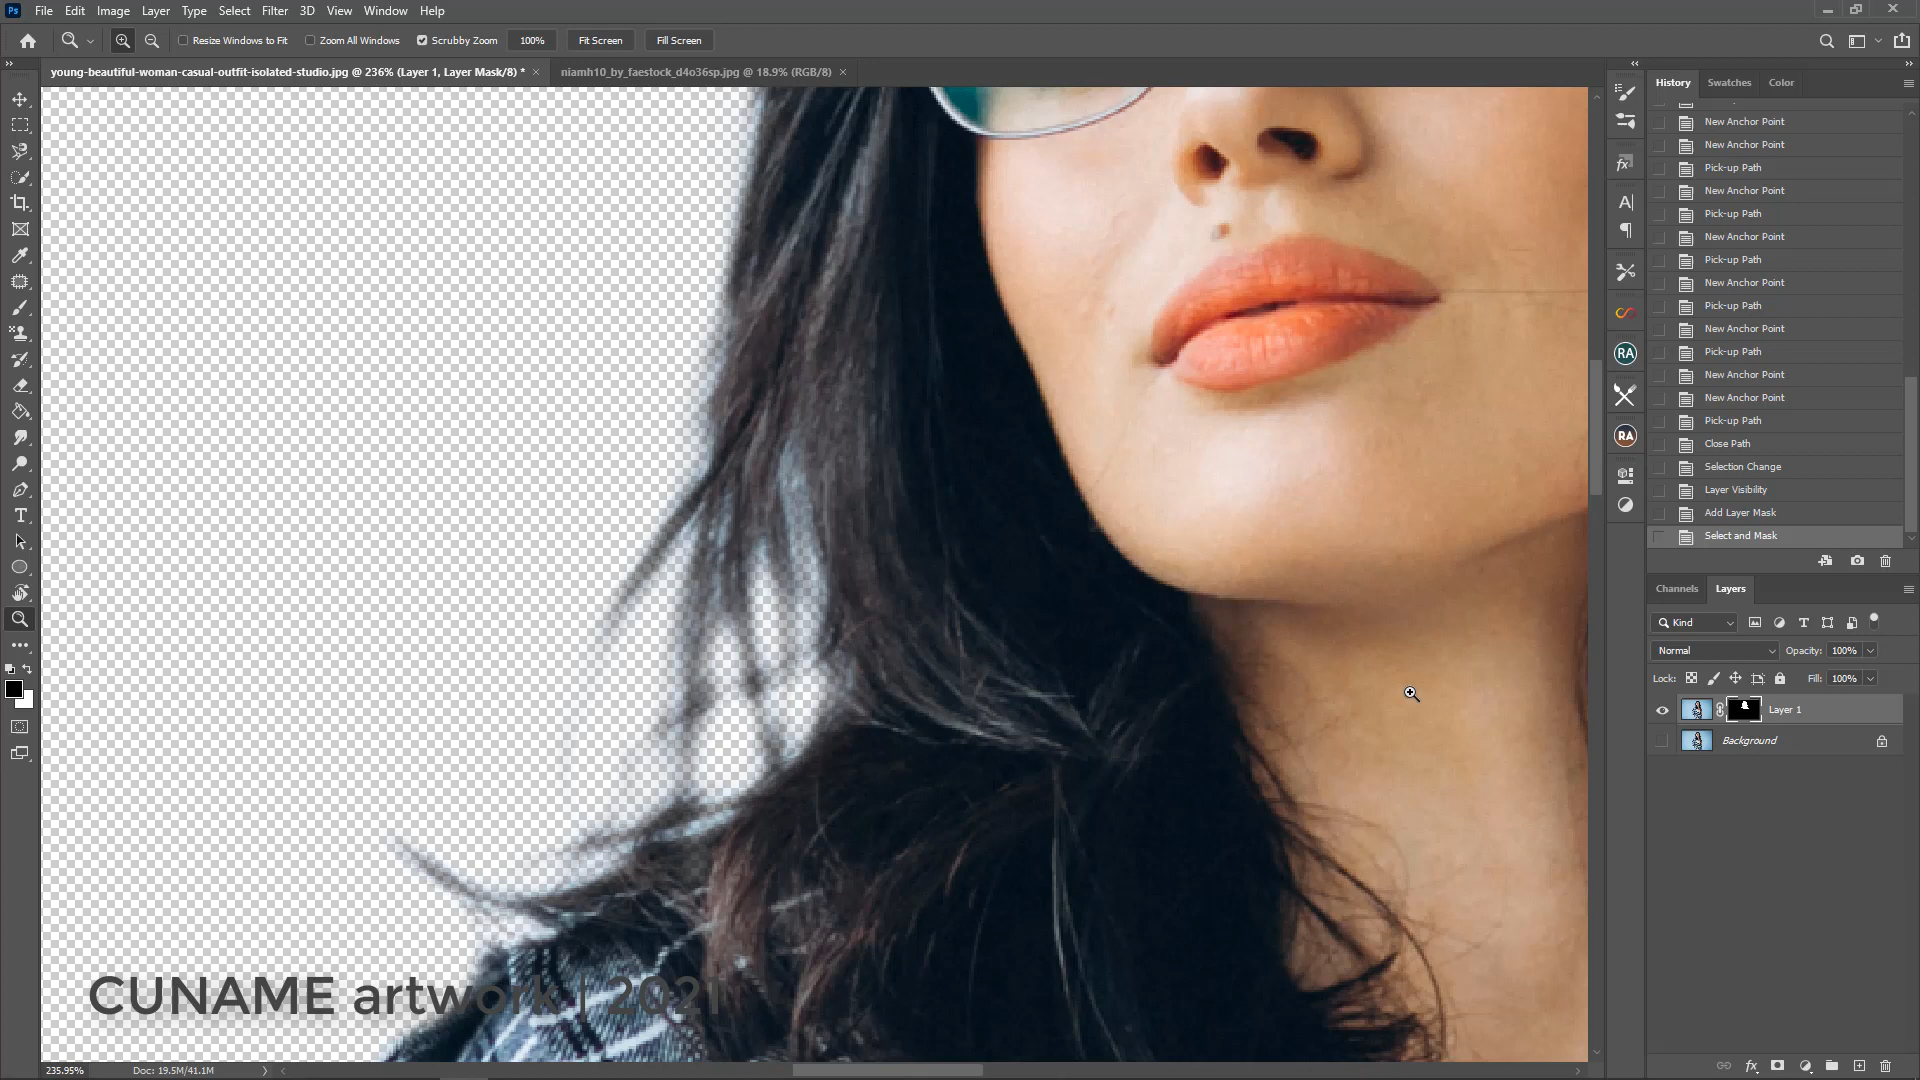 Ps File Edit Image Layer Type Select Filter 3D View Window Help
Resize Windows to Fit Zoom All Windows Scrubby Zoom 100% Fit Screen Fill Screen
young-beautiful-woman-casual-outfit-isolated-studio.jpg @ 236% (Layer 1, Layer Mask/8) * × niamh10_by_faestock_d4o36sp.jpg @ 18.9% (RGB/8) ×
History Swatches Color
New Anchor Point
New Anchor Point
Pick-up Path
New Anchor Point
Pick-up Path
New Anchor Point
Pick-up Path
New Anchor Point
Pick-up Path
New Anchor Point
Pick-up Path
New Anchor Point
New Anchor Point
Pick-up Path
Close Path
Selection Change
Layer Visibility
Add Layer Mask
Select and Mask
RA
RA
Channels Layers
Kind
Normal Opacity: 100%
Lock: Fill: 100%
Layer 1
Background
CUNAME artwork | 2021
235.95% Doc: 19.5M/41.1M